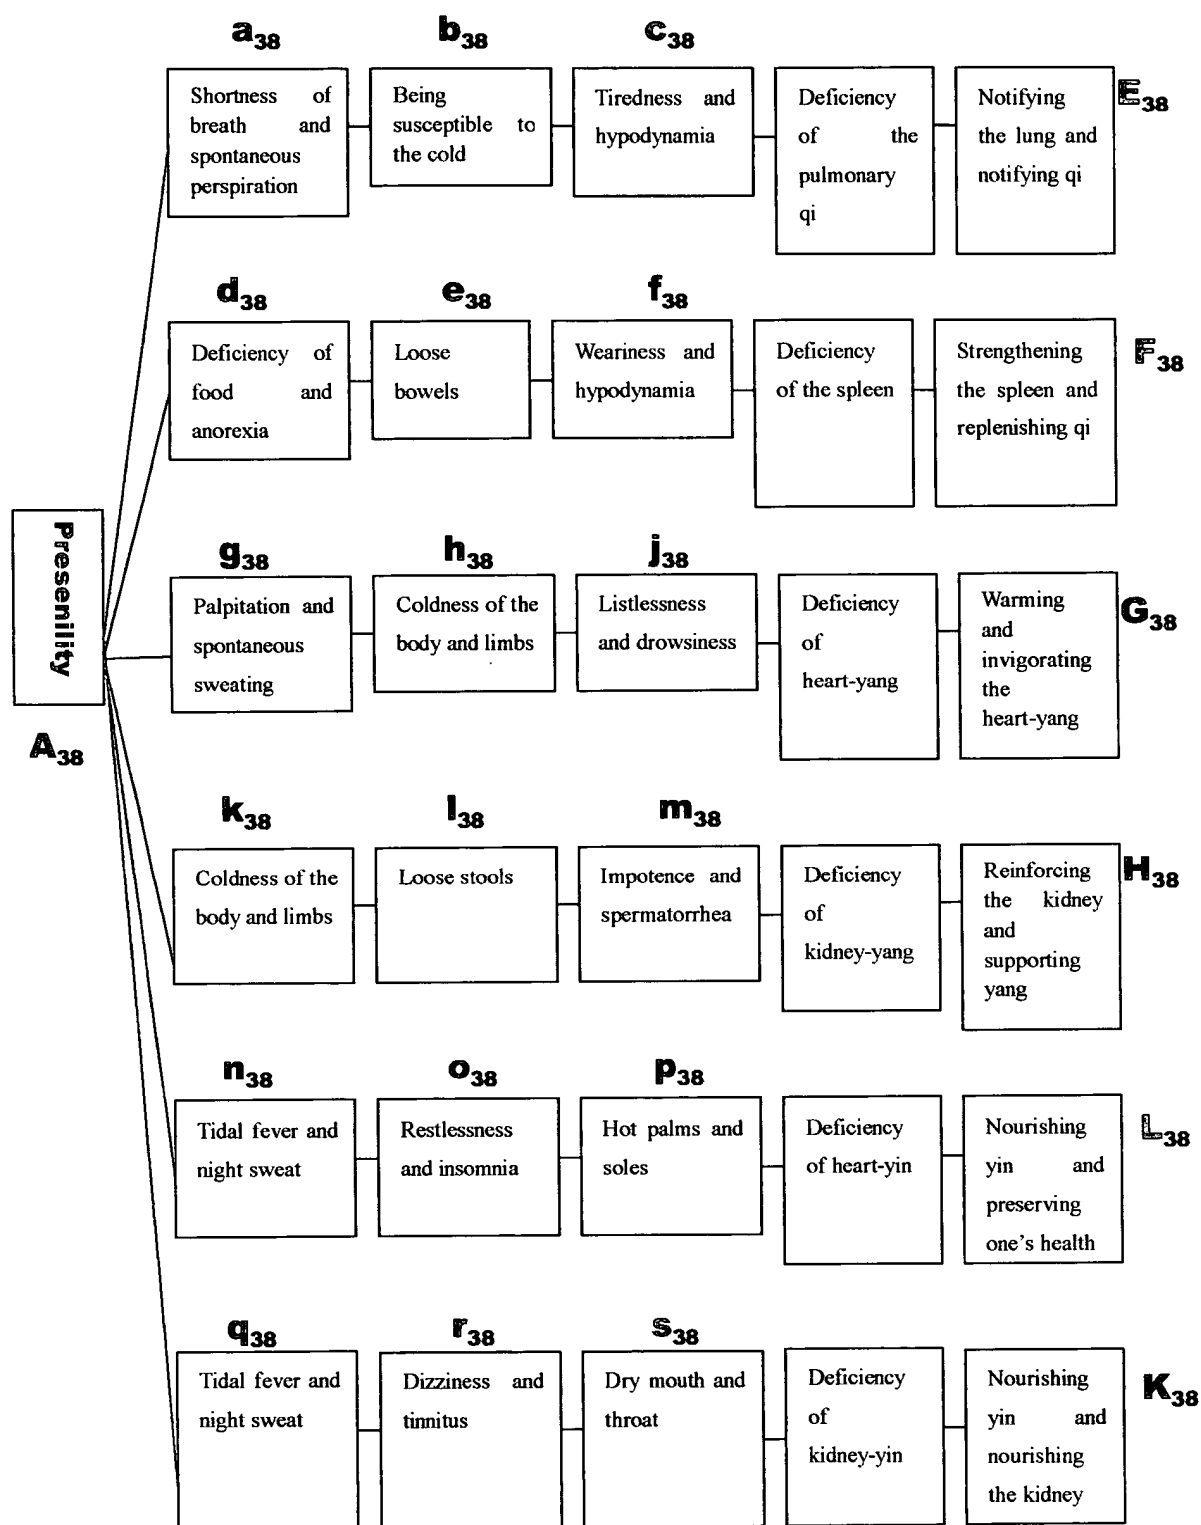 a38
b38
c38
Shortness of
breath and
spontaneous
perspiration
Being
susceptible to
the cold
Tiredness and
hypodynamia
Deficiency
of the
pulmonary
qi
Notifying
the lung and
notifying qi
E38
d38
e38
f38
Deficiency of
food and
anorexia
Loose
bowels
Weariness and
hypodynamia
Deficiency
of the spleen
Strengthening
the spleen and
replenishing qi
F38
Presenility
A38
g38
h38
j38
Palpitation and
spontaneous
sweating
Coldness of the
body and limbs
Listlessness
and drowsiness
Deficiency
of
heart-yang
Warming
and
invigorating
the
heart-yang
G38
k38
l38
m38
Coldness of the
body and limbs
Loose stools
Impotence and
spermatorrhea
Deficiency
of
kidney-yang
Reinforcing
the kidney
and
supporting
yang
H38
n38
o38
p38
Tidal fever and
night sweat
Restlessness
and insomnia
Hot palms and
soles
Deficiency
of heart-yin
Nourishing
yin and
preserving
one's health
L38
q38
r38
s38
Tidal fever and
night sweat
Dizziness and
tinnitus
Dry mouth and
throat
Deficiency
of
kidney-yin
Nourishing
yin and
nourishing
the kidney
K38